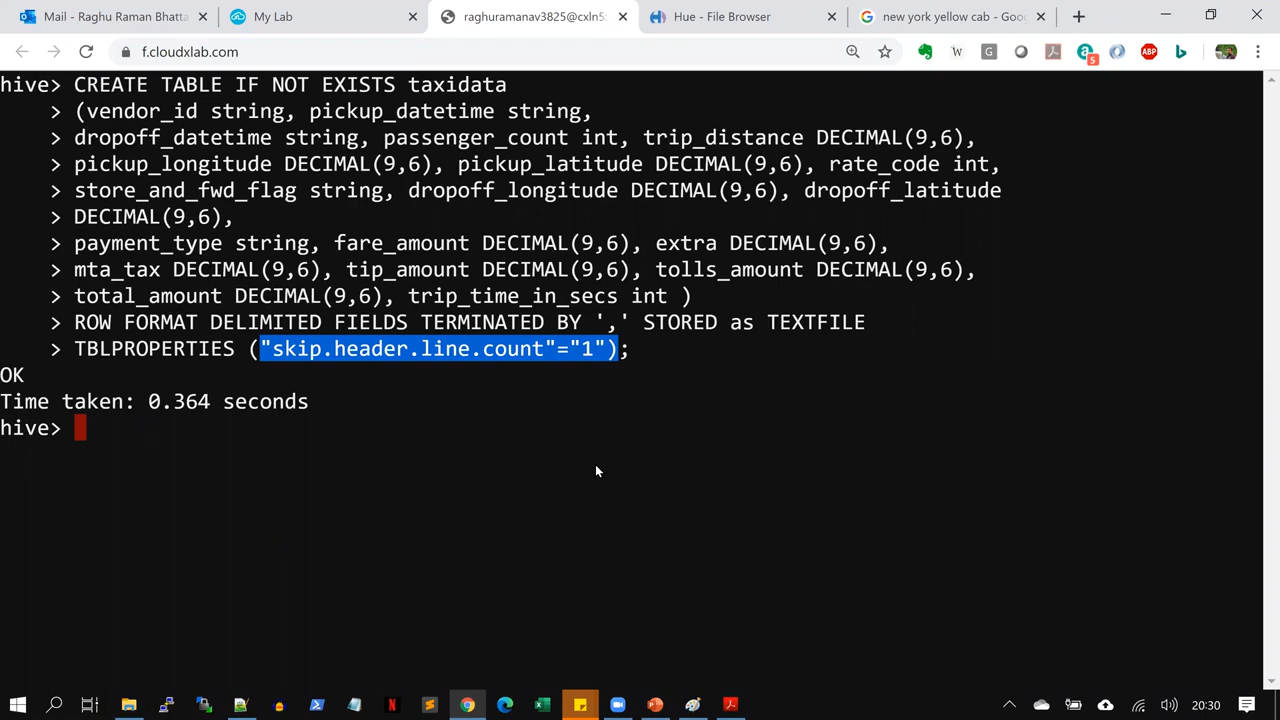 Mail - Raghu Raman Bhatta
My Lab
raghuramanav3825@cxln5
Hue - File Browser
new york yellow cab - Goo
f.cloudxlab.com
W
G
a
5
ABP
b
hive> CREATE TABLE IF NOT EXISTS taxidata
> (vendor_id string, pickup_datetime string,
> dropoff_datetime string, passenger_count int, trip_distance DECIMAL(9,6),
> pickup_longitude DECIMAL(9,6), pickup_latitude DECIMAL(9,6), rate_code int,
> store_and_fwd_flag string, dropoff_longitude DECIMAL(9,6), dropoff_latitude
> DECIMAL(9,6),
> payment_type string, fare_amount DECIMAL(9,6), extra DECIMAL(9,6),
> mta_tax DECIMAL(9,6), tip_amount DECIMAL(9,6), tolls_amount DECIMAL(9,6),
> total_amount DECIMAL(9,6), trip_time_in_secs int )
> ROW FORMAT DELIMITED FIELDS TERMINATED BY ',' STORED as TEXTFILE
> TBLPROPERTIES ("skip.header.line.count"="1");
OK
Time taken: 0.364 seconds
hive>
N
20:30